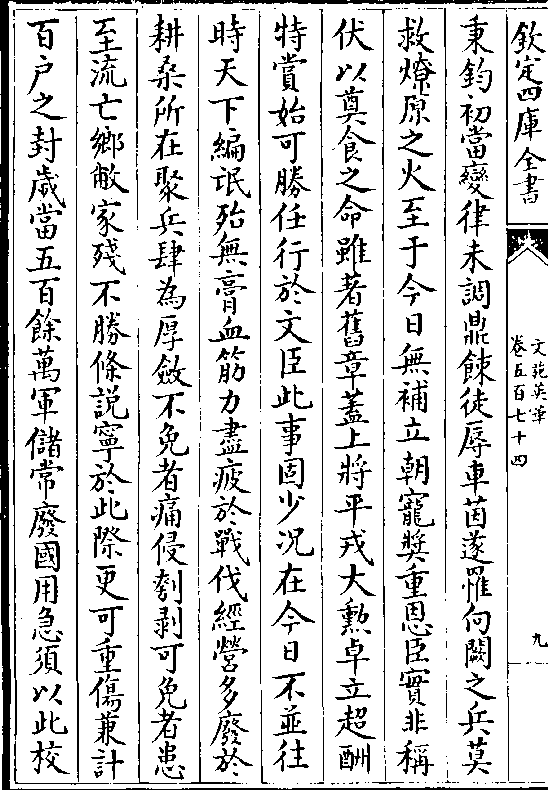 欽定四庫全書
文苑英華
卷五百七十四
九
秉鈞初當變律未調鼎餗徒辱車茵遂罹向闕之兵莫
救燎原之火至于今日無補立朝寵獎重恩臣實非稱
伏以真食之命雖著舊章蓋上將平戎大勲卓立超酬
特賞始可勝任行於文臣此事固少况在今日不並往
時天下編氓殆無膏血筋力盡疲於戰伐經營多廢於
耕桑所在聚兵肆為厚斂不免者痛侵刳剥可免者患
至流亡鄉敝家殘不勝條説寧於此際更可重傷兼計
百户之封歲當五百餘萬軍儲常廢國用急須以此校